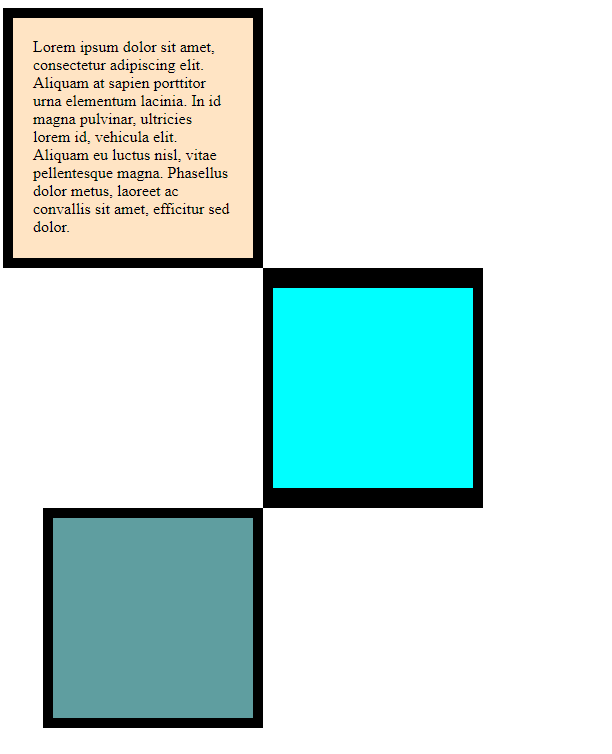 Lorem ipsum dolor sit amet,
consectetur adipiscing elit.
Aliquam at sapien porttitor
urna elementum lacinia. In id
magna pulvinar, ultricies
lorem id, vehicula elit.
Aliquam eu luctus nisl, vitae
pellentesque magna. Phasellus
dolor metus, laoreet ac
convallis sit amet, efficitur sed
dolor.